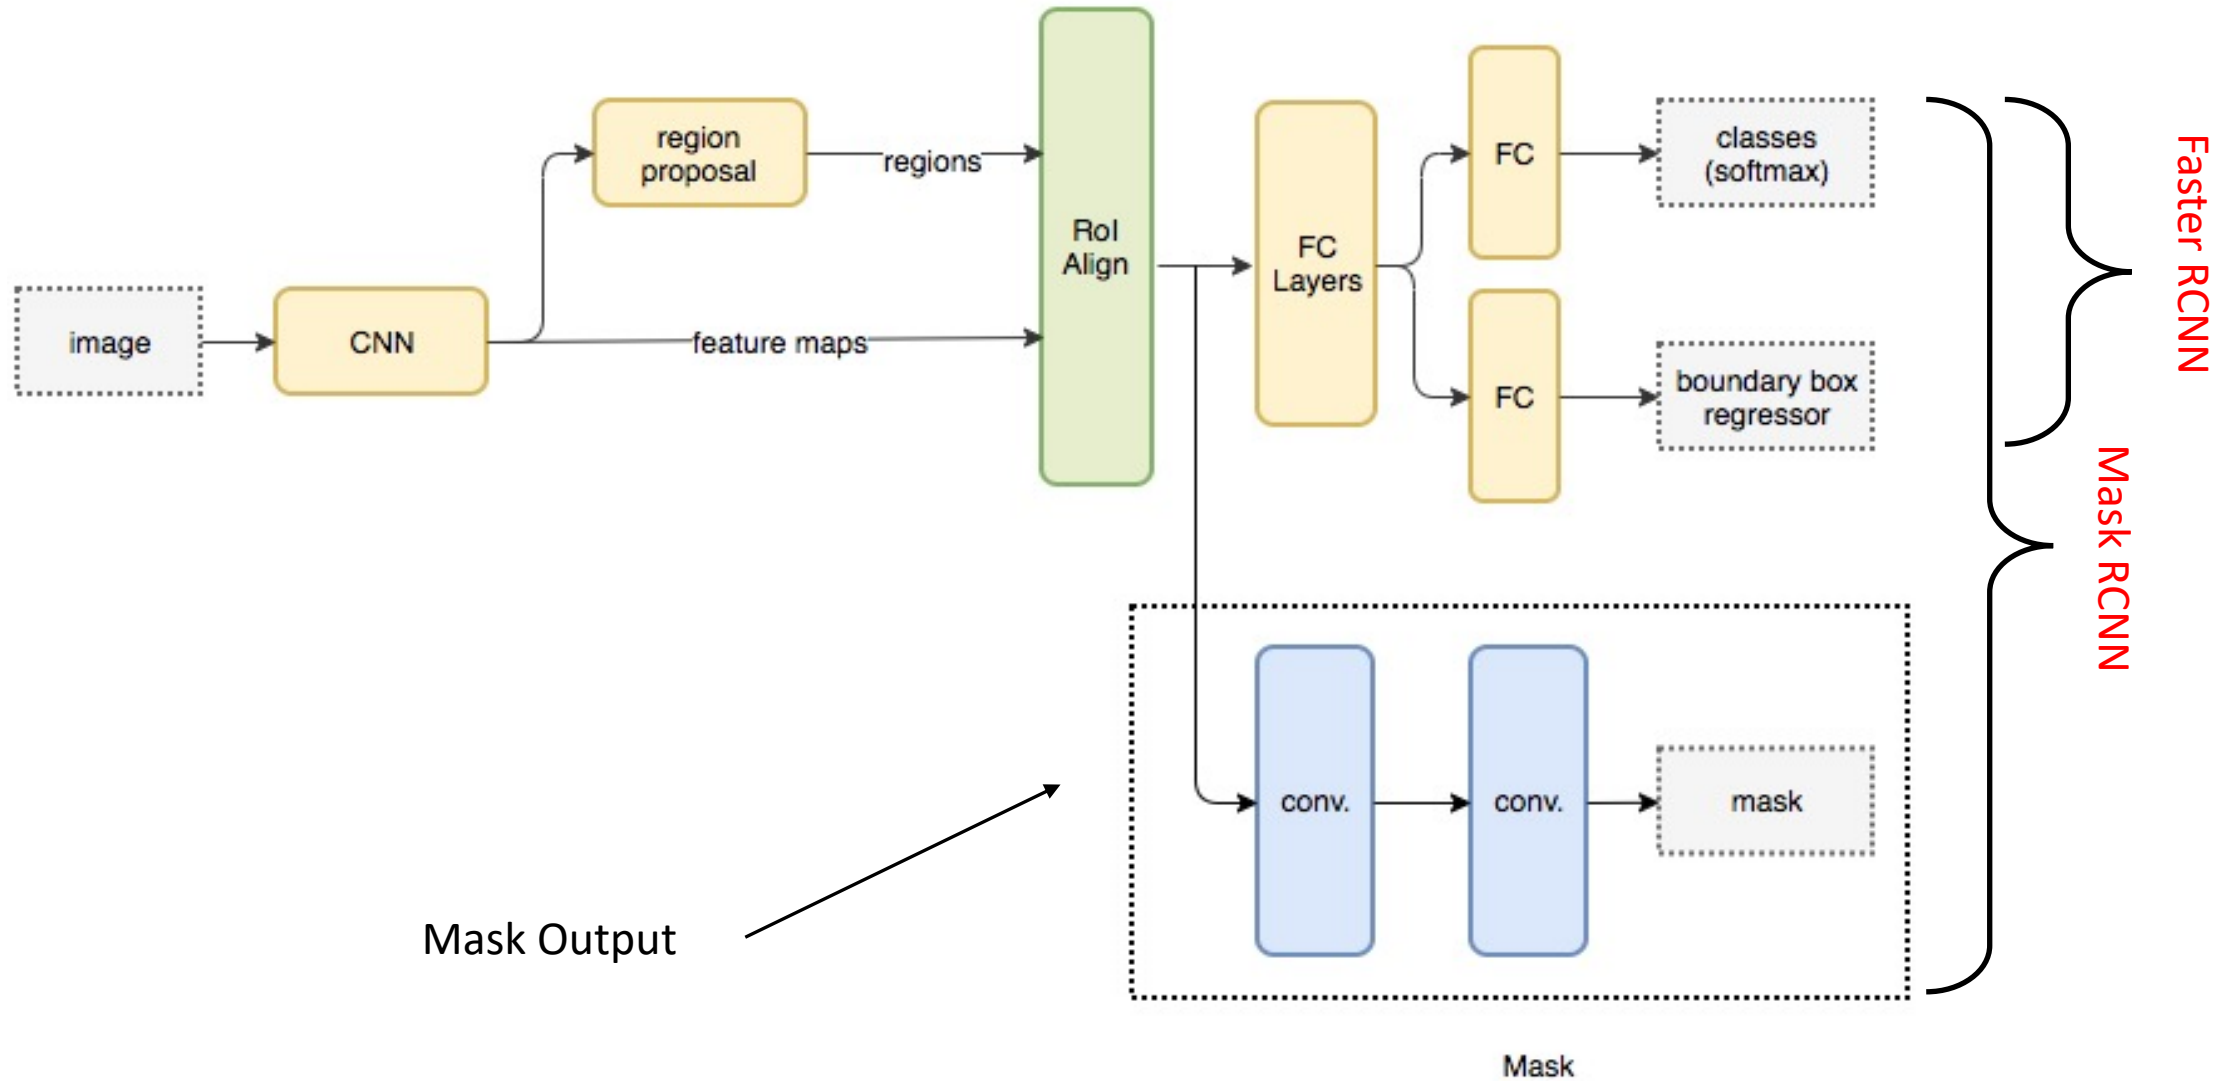 image
CNN
region
proposal
regions
feature maps
RoI
Align
FC
Layers
FC
classes
(softmax)
FC
boundary box
regressor
Faster RCNN
Mask RCNN
conv.
conv.
mask
Mask Output
Mask